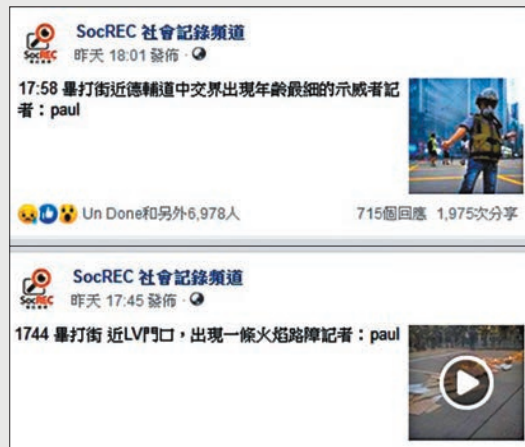 SocREC 社會記錄頻道
昨天 18:01 發佈 ·
17:58 畢打街近德輔道中交界出現年齡最細的示威者記
者：paul
SocREC
Un Done和另外6,978人 715個回應 1,975次分享
SocREC 社會記錄頻道
昨天 17:45 發佈 ·
SocREC
1744 畢打街 近LV門口，出現一條火焰路障記者：paul